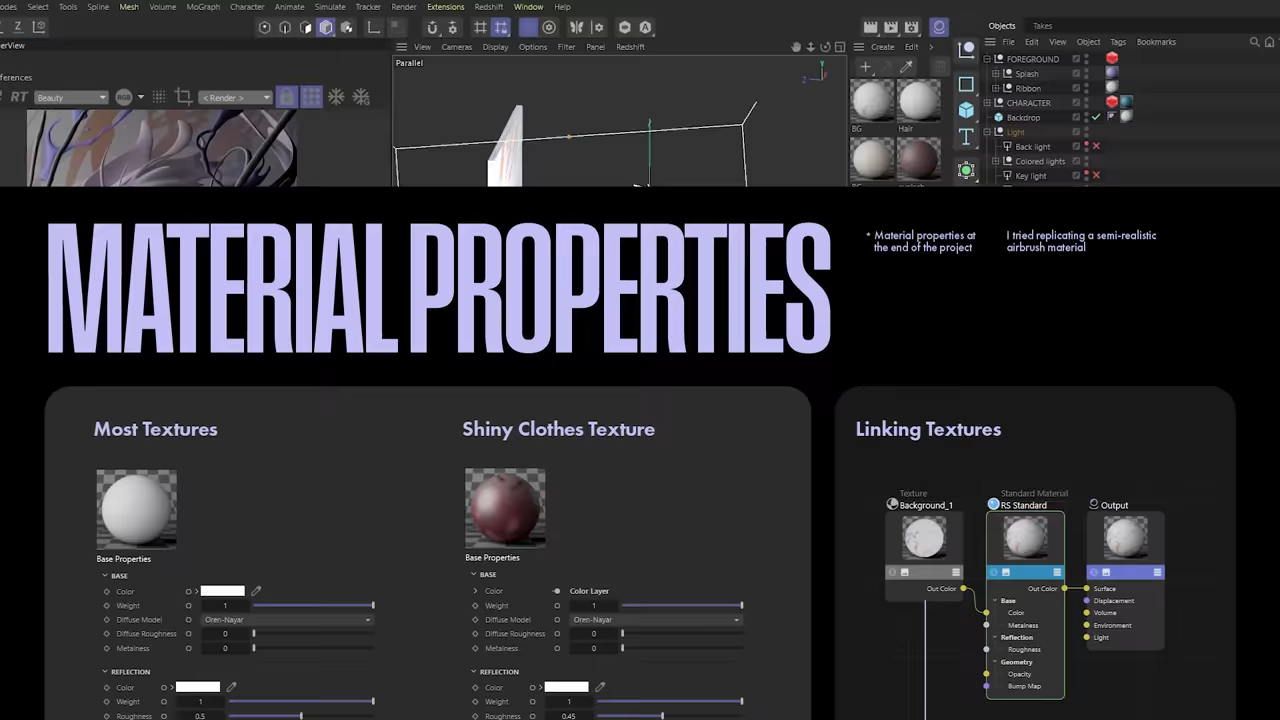 Select Tools Spline Mesh Volume MoGraph Character Animate Simulate Tracker Render Extensions Redshift Window Help
Objects Takes
View Cameras Display Options Filter Panel Redshift
Create Edit
File Edit View Object Tags Bookmarks
Parallel
RT Beauty RGB < Render >
FOREGROUND
Splash
Ribbon
CHARACTER
Backdrop
Light
Back light
Colored lights
Key light
BG Hair
MATERIAL PROPERTIES
* Material properties at
the end of the project
I tried replicating a semi-realistic
airbrush material
Most Textures
Base Properties
BASE
Color
Weight 1
Diffuse Model Oren-Nayar
Diffuse Roughness 0
Metalness 0
REFLECTION
Color
Weight 1
Roughness 0.5
Shiny Clothes Texture
Base Properties
BASE
Color Color Layer
Weight 1
Diffuse Model Oren-Nayar
Diffuse Roughness 0
Metalness 0
REFLECTION
Color
Weight 1
Roughness 0.45
Linking Textures
Texture
Background_1
Out Color
Standard Material
RS Standard
Out Color
Base
Color
Metalness
Reflection
Roughness
Geometry
Opacity
Bump Map
Output
Surface
Displacement
Volume
Environment
Light